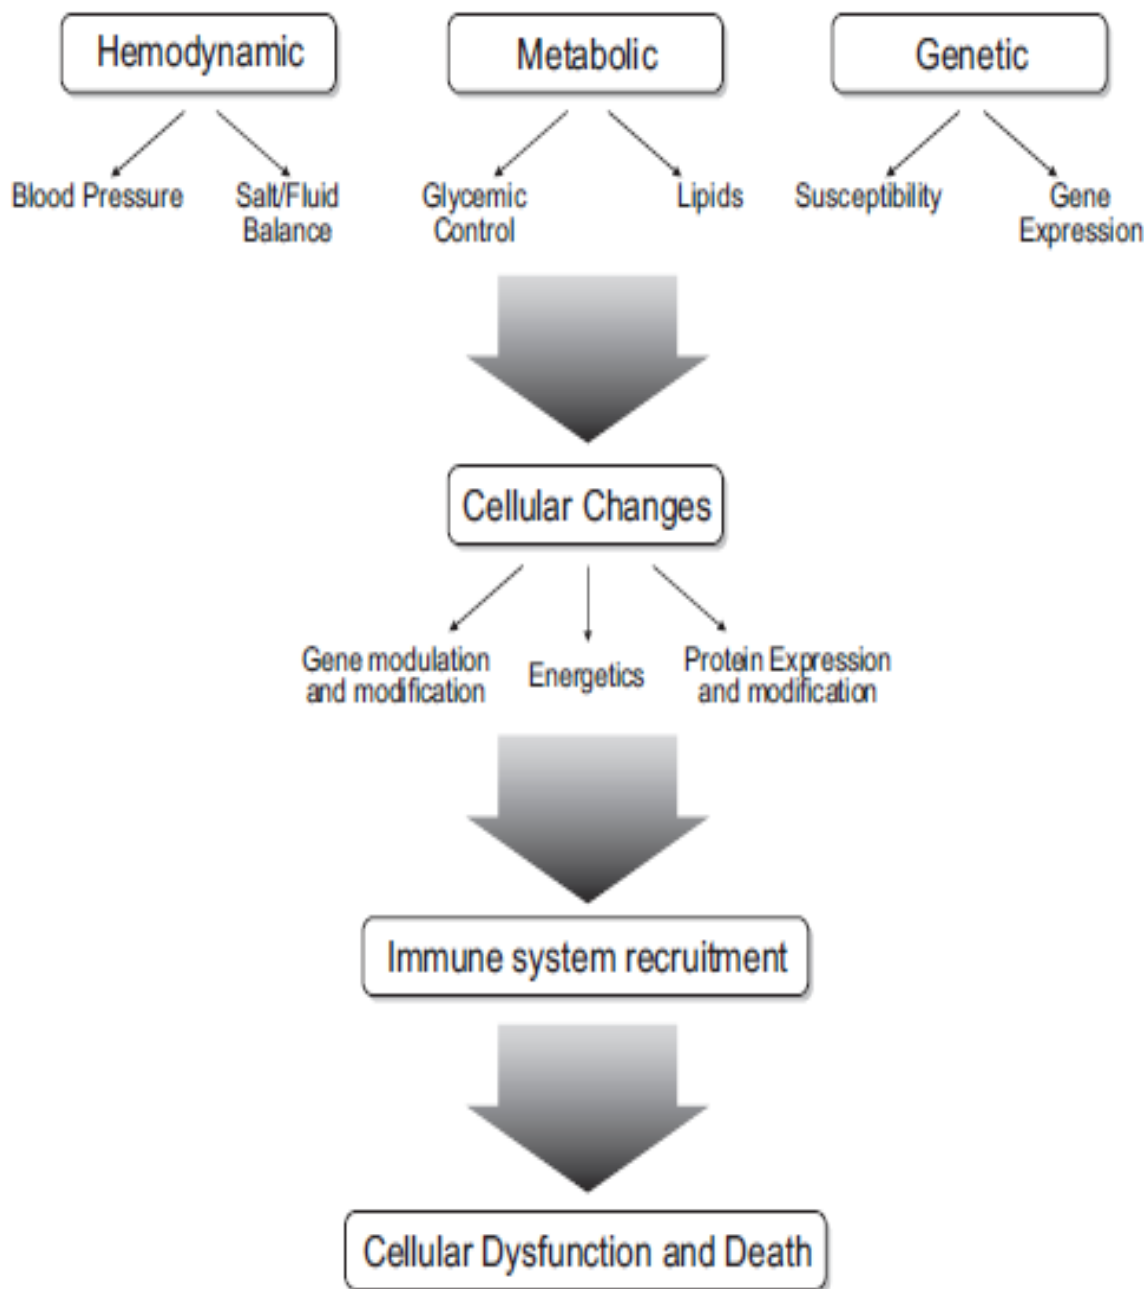 Hemodynamic
Metabolic
Genetic
Blood Pressure
Salt/Fluid
Balance
Glycemic
Control
Lipids
Susceptibility
Gene
Expression
Cellular Changes
Gene modulation
and modification
Energetics
Protein Expression
and modification
Immune system recruitment
Cellular Dysfunction and Death